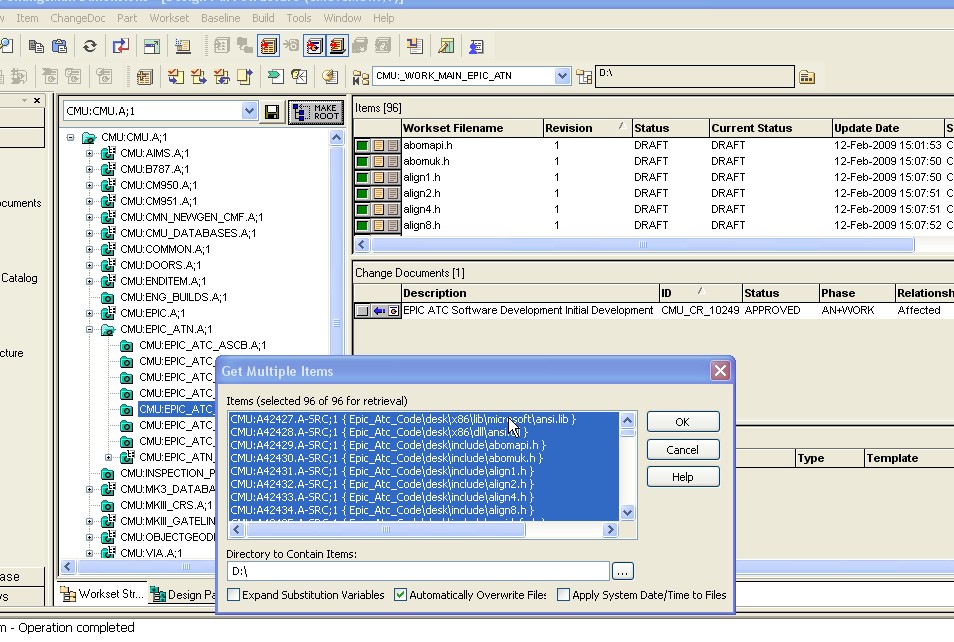 Item ChangeDoc Part Workset Baseline Build Tools Window Help
CMU:_WORK_MAIN_EPIC_ATN
D:\
CMU:CMU.A;1
MAKE ROOT
CMU:CMU.A;1
CMU:AIMS.A;1
CMU:B787.A;1
CMU:CM950.A;1
CMU:CM951.A;1
CMU:CMN_NEWGEN_CMF.A;1
CMU:CMU_DATABASES.A;1
CMU:COMMON.A;1
CMU:DOORS.A;1
CMU:ENDITEM.A;1
CMU:ENG_BUILDS.A;1
CMU:EPIC.A;1
CMU:EPIC_ATN.A;1
CMU:EPIC_ATC_ASCB.A;1
CMU:EPIC_ATC_
CMU:EPIC_ATC_
CMU:EPIC_ATC_
CMU:EPIC_ATC_
CMU:EPIC_ATC_
CMU:EPIC_ATC_
CMU:EPIC_ATN_
CMU:INSPECTION_P
CMU:MK3_DATABA
CMU:MKIII_CRS.A;1
CMU:MKIII_GATELIN
CMU:OBJECTGEOD
CMU:VIA.A;1
Workset Str... Design Pa
ocuments
Catalog
cture
ase
vs
Items [96]
Workset Filename Revision Status Current Status Update Date S
abomapi.h 1 DRAFT DRAFT 12-Feb-2009 15:01:53 C
abomuk.h 1 DRAFT DRAFT 12-Feb-2009 15:07:50 C
align1.h 1 DRAFT DRAFT 12-Feb-2009 15:07:50 C
align2.h 1 DRAFT DRAFT 12-Feb-2009 15:07:51 C
align4.h 1 DRAFT DRAFT 12-Feb-2009 15:07:51 C
align8.h 1 DRAFT DRAFT 12-Feb-2009 15:07:52 C
Change Documents [1]
Description ID Status Phase Relationsh
EPIC ATC Software Development Initial Development CMU_CR_10249 APPROVED AN+WORK Affected
Type Template
Get Multiple Items
Items (selected 96 of 96 for retrieval)
CMU:A42427.A-SRC;1 { Epic_Atc_Code\desk\x86\lib\microsoft\ansi.lib }
CMU:A42428.A-SRC;1 { Epic_Atc_Code\desk\x86\dll\ansi.dll }
CMU:A42429.A-SRC;1 { Epic_Atc_Code\desk\include\abomapi.h }
CMU:A42430.A-SRC;1 { Epic_Atc_Code\desk\include\abomuk.h }
CMU:A42431.A-SRC;1 { Epic_Atc_Code\desk\include\align1.h }
CMU:A42432.A-SRC;1 { Epic_Atc_Code\desk\include\align2.h }
CMU:A42433.A-SRC;1 { Epic_Atc_Code\desk\include\align4.h }
CMU:A42434.A-SRC;1 { Epic_Atc_Code\desk\include\align8.h }
OK
Cancel
Help
Directory to Contain Items:
D:\
...
Expand Substitution Variables Automatically Overwrite Files Apply System Date/Time to Files
m - Operation completed